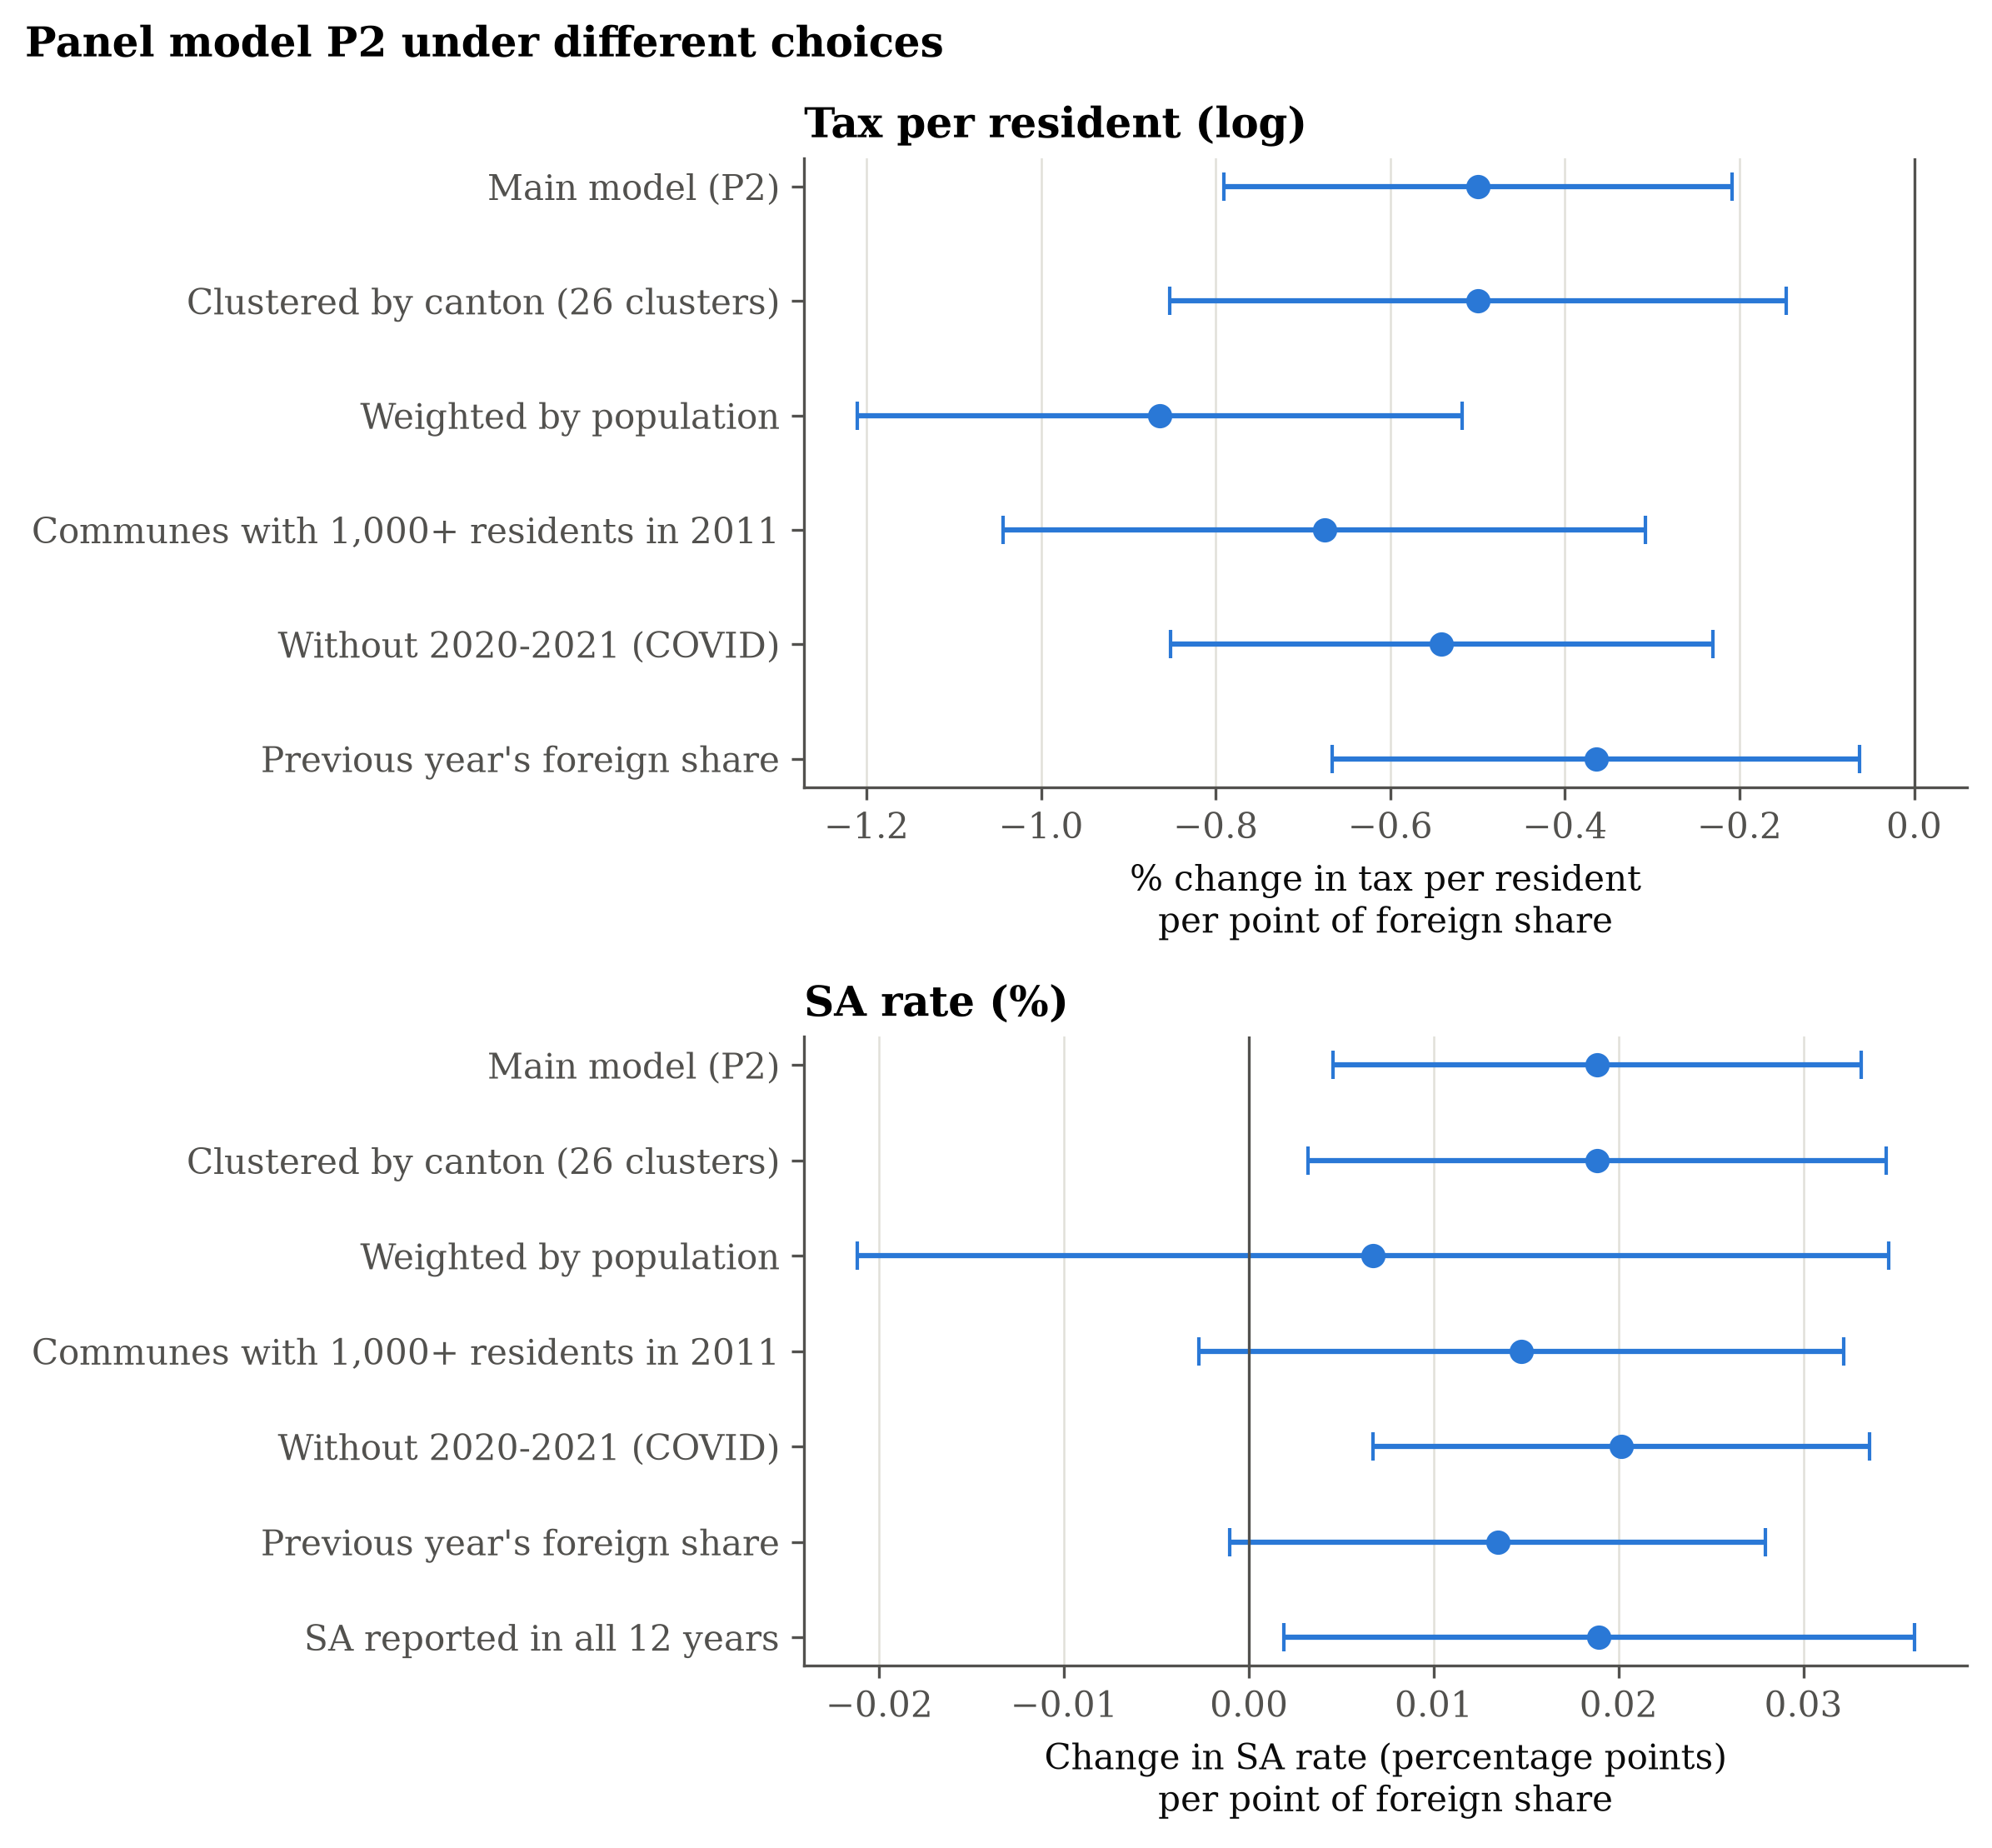 Panel model P2 under different choices
Tax per resident (log)
Main model (P2)
Clustered by canton (26 clusters)
Weighted by population
Communes with 1,000+ residents in 2011
Without 2020-2021 (COVID)
Previous year's foreign share
−1.2 −1.0 −0.8 −0.6 −0.4 −0.2 0.0
% change in tax per resident
per point of foreign share
SA rate (%)
Main model (P2)
Clustered by canton (26 clusters)
Weighted by population
Communes with 1,000+ residents in 2011
Without 2020-2021 (COVID)
Previous year's foreign share
SA reported in all 12 years
−0.02 −0.01 0.00 0.01 0.02 0.03
Change in SA rate (percentage points)
per point of foreign share